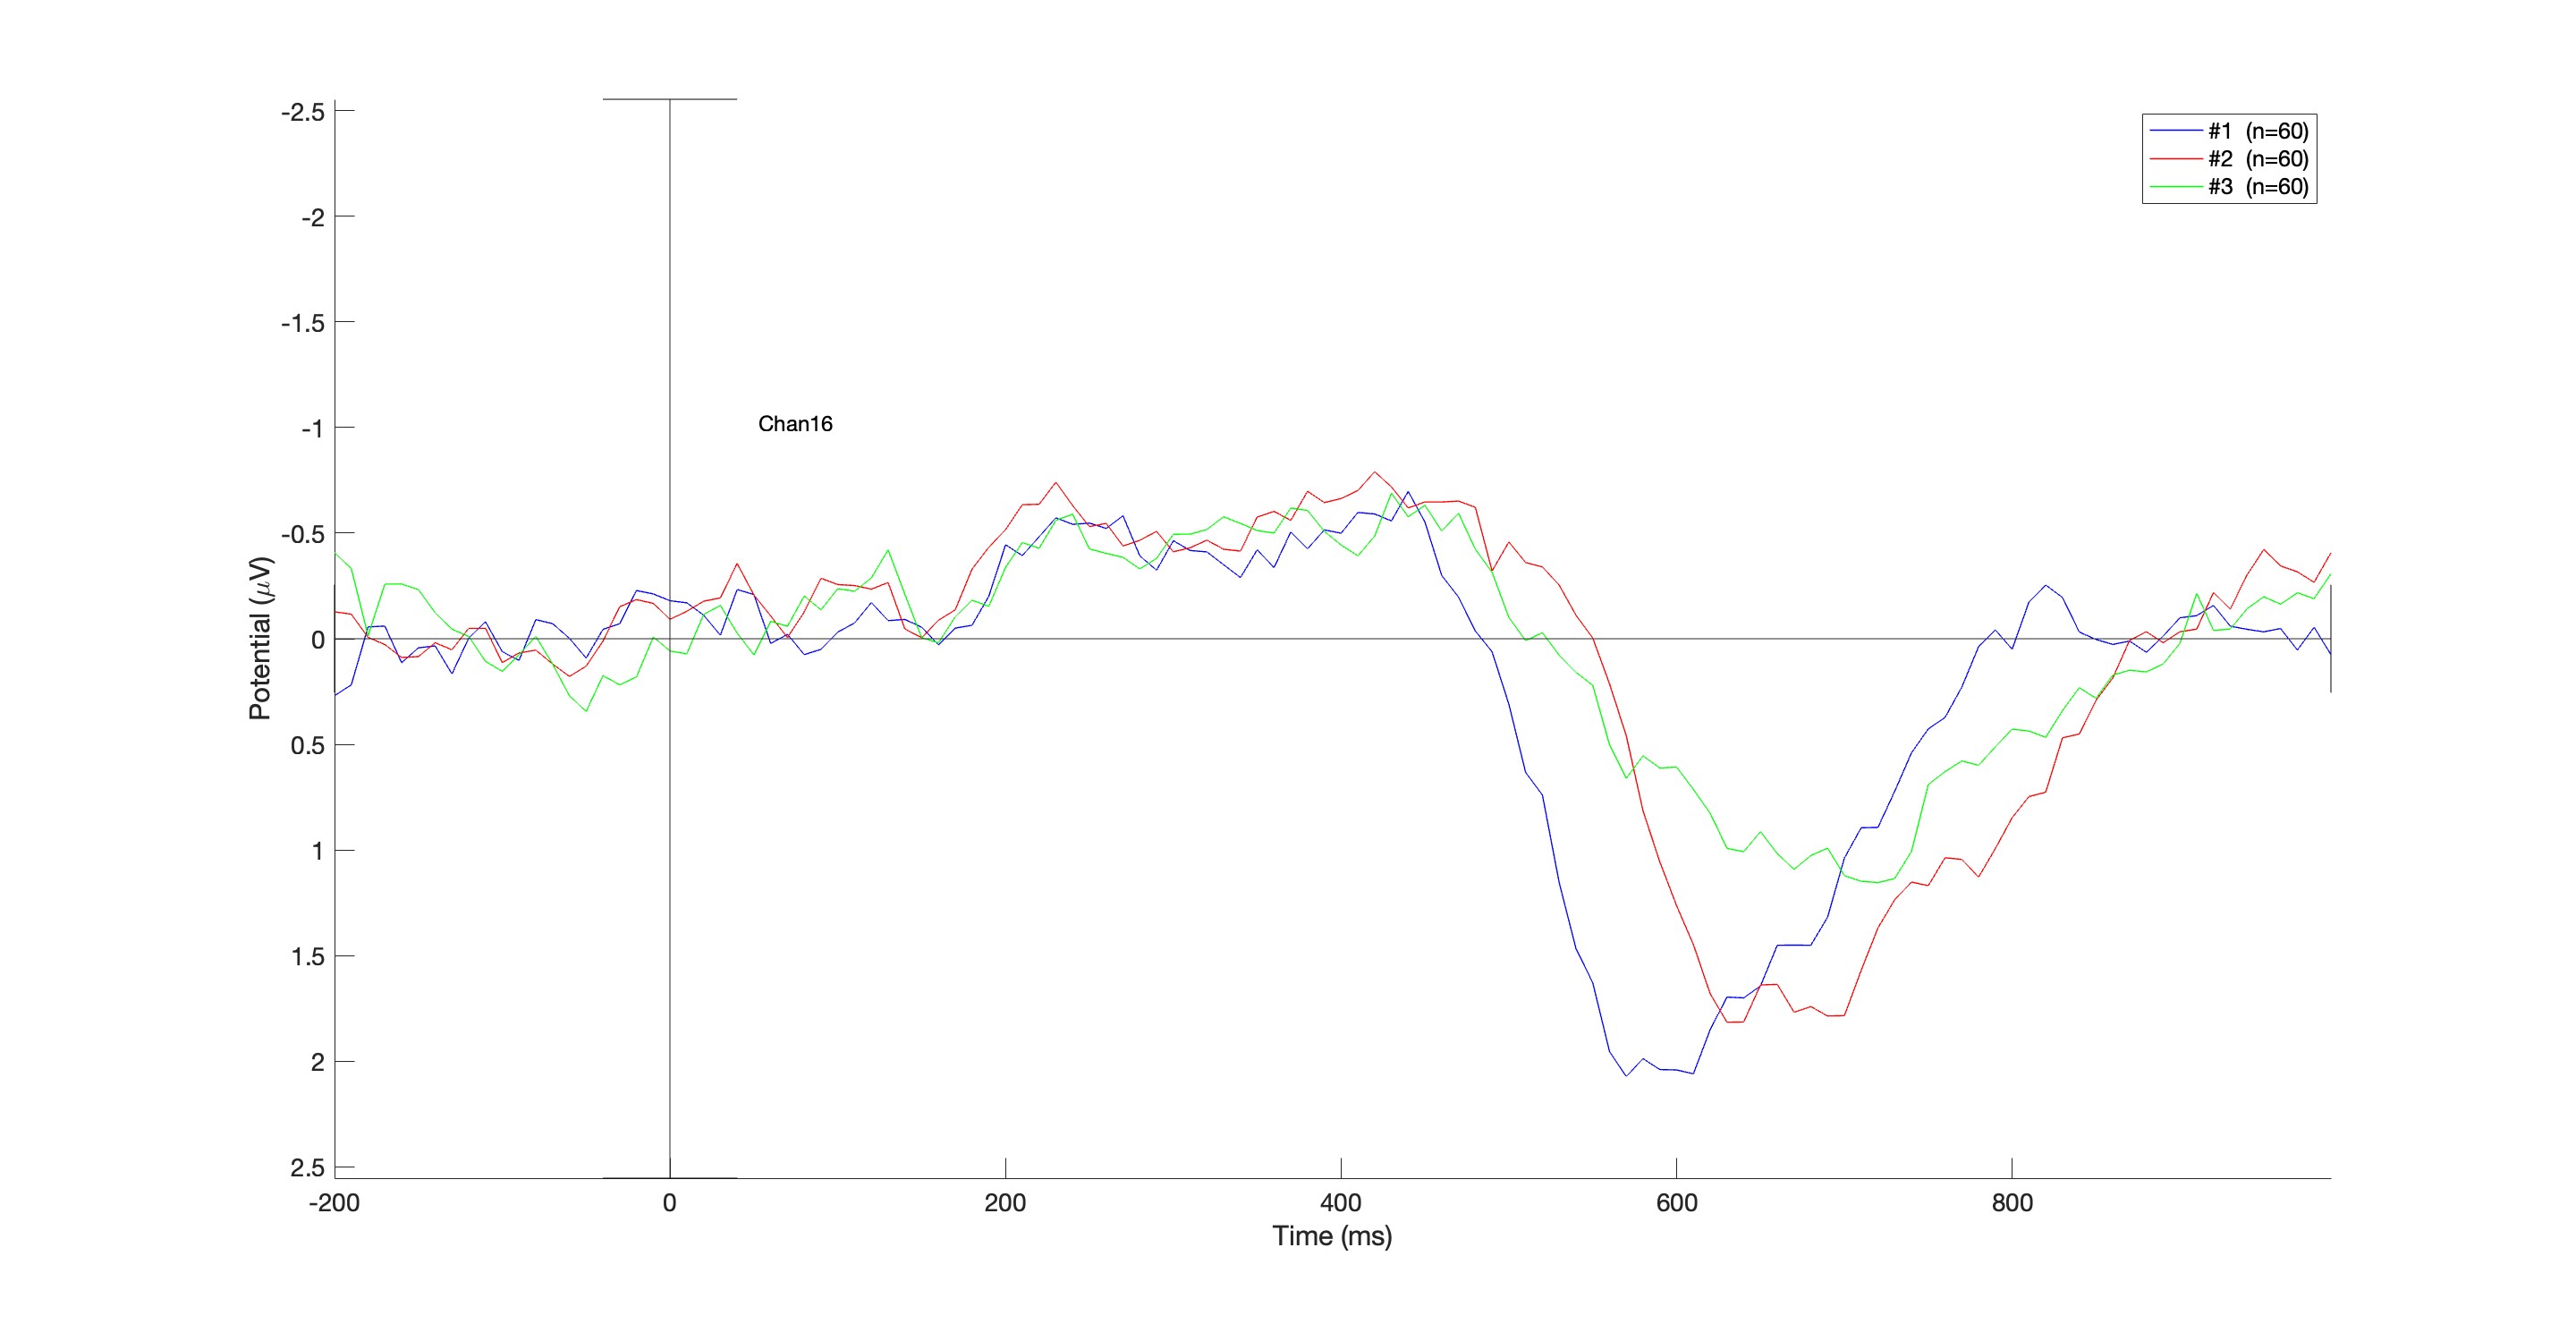 -2.5
-2
-1.5
-1
-0.5
0
0.5
1
1.5
2
2.5
Potential (μV)
#1 (n=60)
#2 (n=60)
#3 (n=60)
Chan16
-200 0 200 400 600 800
Time (ms)